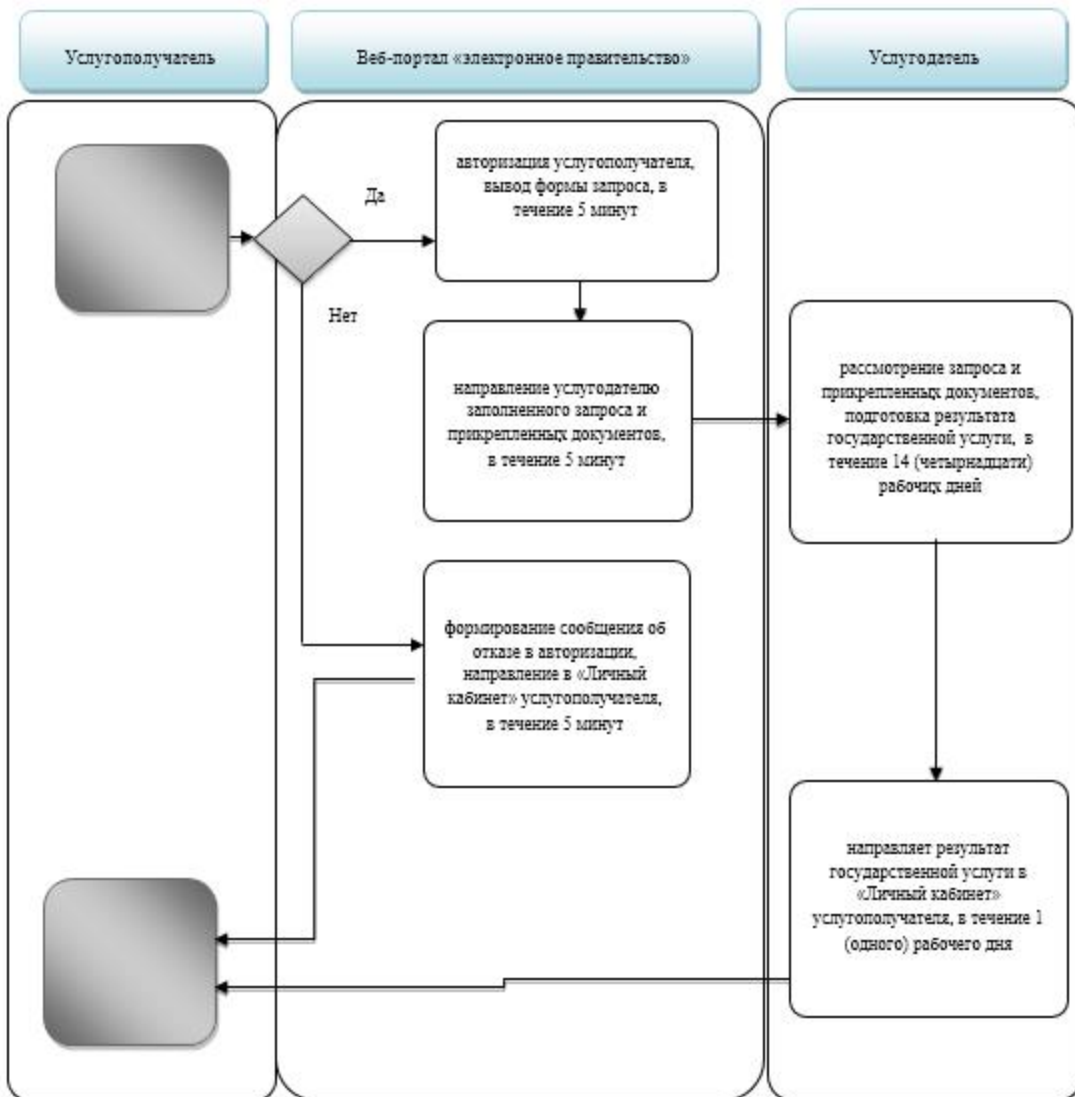 Услугополучатель
Веб-портал «электронное правительство»
Услугодатель
авторизация услугополучателя,
вывод формы запроса, в
течение 5 минут
Да
Нет
направление услугодателю
заполненного запроса и
прикрепленных документов,
в течение 5 минут
рассмотрение запроса и
прикрепленных документов,
подготовка результата
государственной услуги, в
течение 14 (четырнадцати)
рабочих дней
формирование сообщения об
отказе в авторизации,
направление в «Личный
кабинет» услугополучателя,
в течение 5 минут
направляет результат
государственной услуги в
«Личный кабинет»
услугополучателя, в течение 1
(одного) рабочего дня